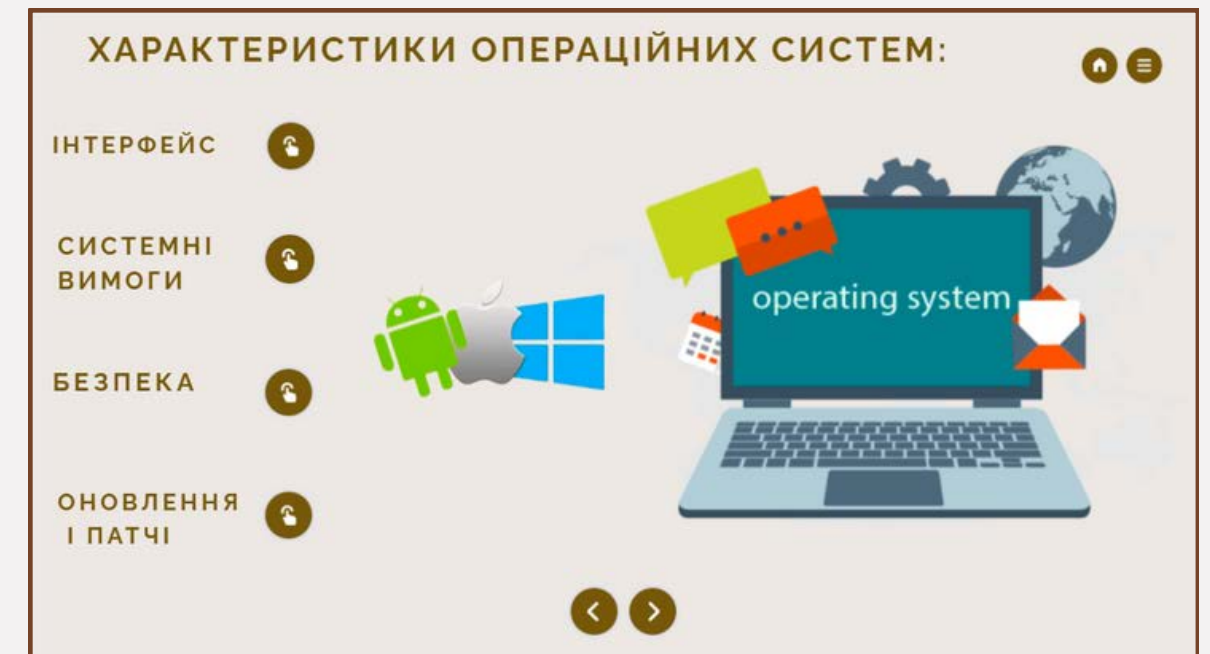 ХАРАКТЕРИСТИКИ ОПЕРАЦІЙНИХ СИСТЕМ:
ІНТЕРФЕЙС
СИСТЕМНІ
ВИМОГИ
БЕЗПЕКА
ОНОВЛЕННЯ
І ПАТЧІ
operating system